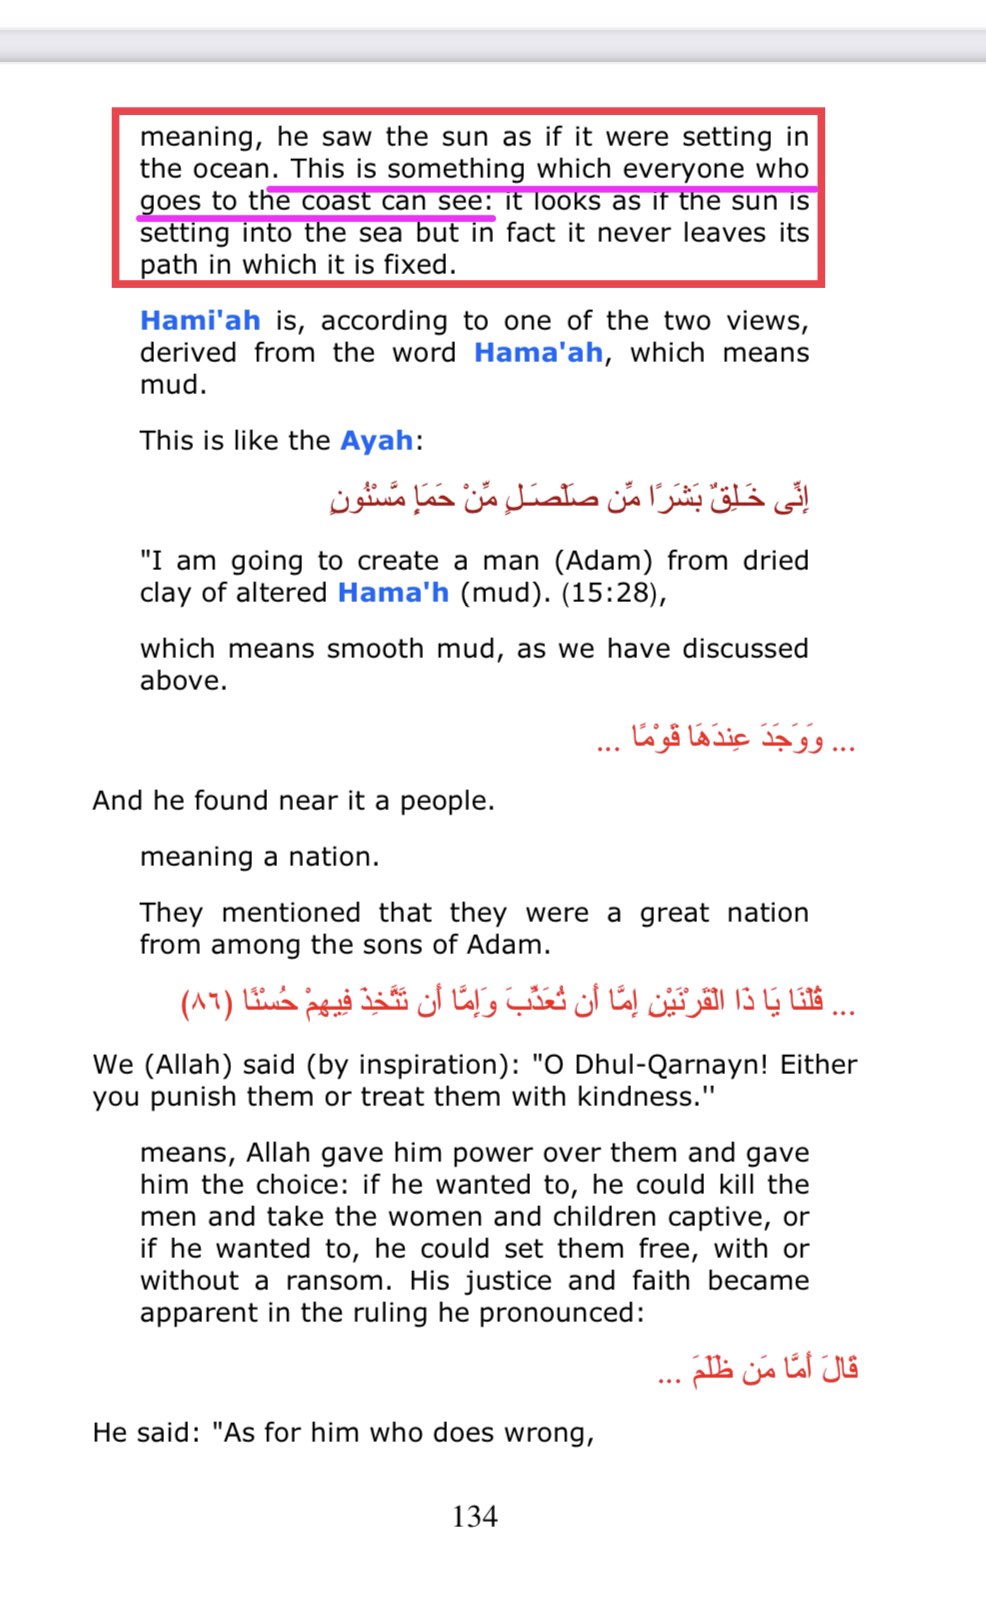 meaning, he saw the sun as if it were setting in
the ocean. This is something which everyone who
goes to the coast can see: it looks as if the sun is
setting into the sea but in fact it never leaves its
path in which it is fixed.
Hami'ah is, according to one of the two views,
derived from the word Hama'ah, which means
mud.
This is like the Ayah:
إِنِّى خَـلِقٌ بَشَرًا مِّن صَلْصَـلٍ مِّنْ حَمَإٍ مَّسْنُونٍ
"I am going to create a man (Adam) from dried
clay of altered Hama'h (mud). (15:28),
which means smooth mud, as we have discussed
above.
... وَوَجَدَ عِندَهَا قَوْمًا ...
And he found near it a people.
meaning a nation.
They mentioned that they were a great nation
from among the sons of Adam.
... قُلْنَا يَا ذَا الْقَرْنَيْنِ إِمَّا أَن تُعَذِّبَ وَإِمَّا أَن تَتَّخِذَ فِيهِمْ حُسْنًا (٨٦)
We (Allah) said (by inspiration): "O Dhul-Qarnayn! Either
you punish them or treat them with kindness.''
means, Allah gave him power over them and gave
him the choice: if he wanted to, he could kill the
men and take the women and children captive, or
if he wanted to, he could set them free, with or
without a ransom. His justice and faith became
apparent in the ruling he pronounced:
قَالَ أَمَّا مَن ظَلَمَ ...
He said: "As for him who does wrong,
134